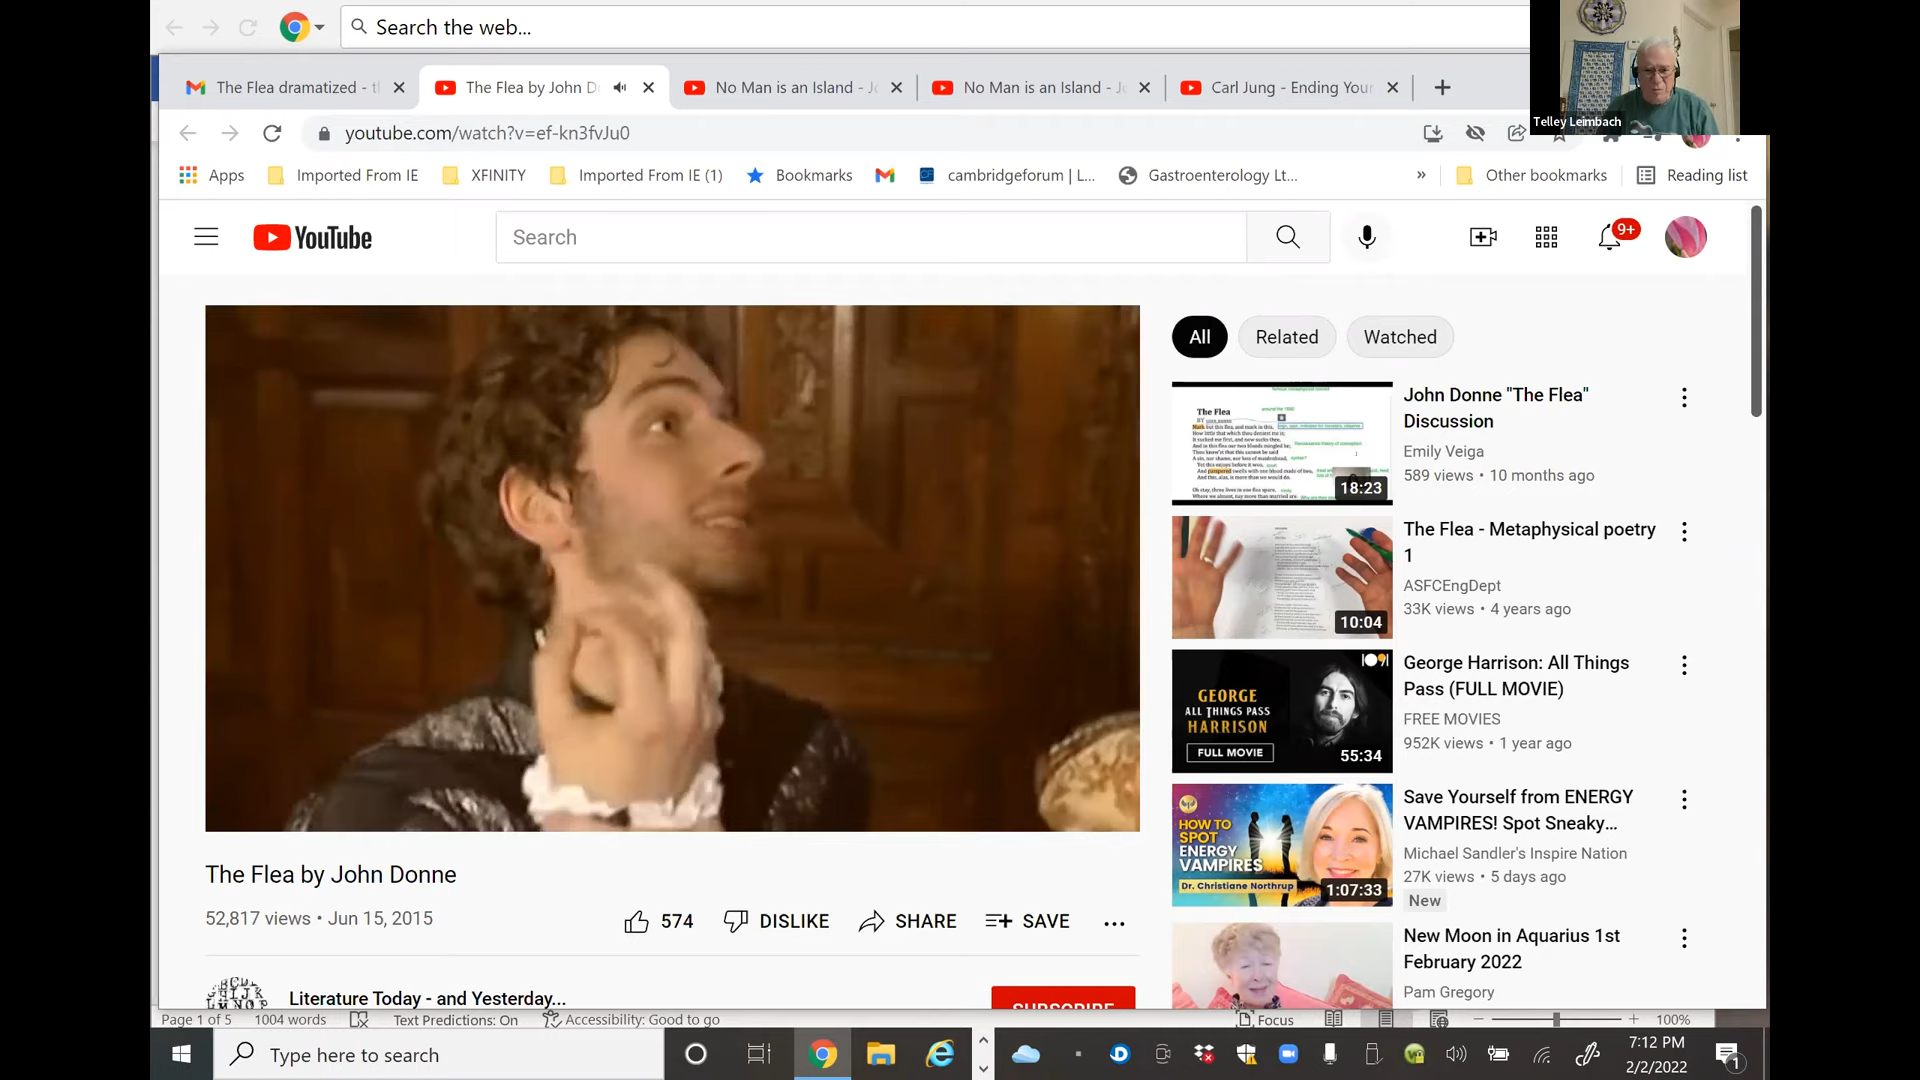 Search the web...
Telley Leimbach
The Flea dramatized - t
The Flea by John D
No Man is an Island - Jo
No Man is an Island - Jo
Carl Jung - Ending Your
youtube.com/watch?v=ef-kn3fvJu0
Apps
Imported From IE
XFINITY
Imported From IE (1)
Bookmarks
cambridgeforum | L...
Gastroenterology Lt...
»
Other bookmarks
Reading list
YouTube
Search
9+
All
Related
Watched
The Flea
18:23
John Donne "The Flea"
Discussion
Emily Veiga
589 views • 10 months ago
10:04
The Flea - Metaphysical poetry
1
ASFCEngDept
33K views • 4 years ago
GEORGE
ALL THINGS PASS
HARRISON
FULL MOVIE
55:34
George Harrison: All Things
Pass (FULL MOVIE)
FREE MOVIES
952K views • 1 year ago
HOW TO
SPOT
ENERGY
VAMPIRES
Dr. Christiane Northrup
1:07:33
Save Yourself from ENERGY
VAMPIRES! Spot Sneaky...
Michael Sandler's Inspire Nation
27K views • 5 days ago
New
New Moon in Aquarius 1st
February 2022
Pam Gregory
The Flea by John Donne
52,817 views • Jun 15, 2015
574
DISLIKE
SHARE
SAVE
Literature Today - and Yesterday...
SUBSCRIBE
Page 1 of 5
1004 words
Text Predictions: On
Accessibility: Good to go
Focus
100%
Type here to search
7:12 PM
2/2/2022
1